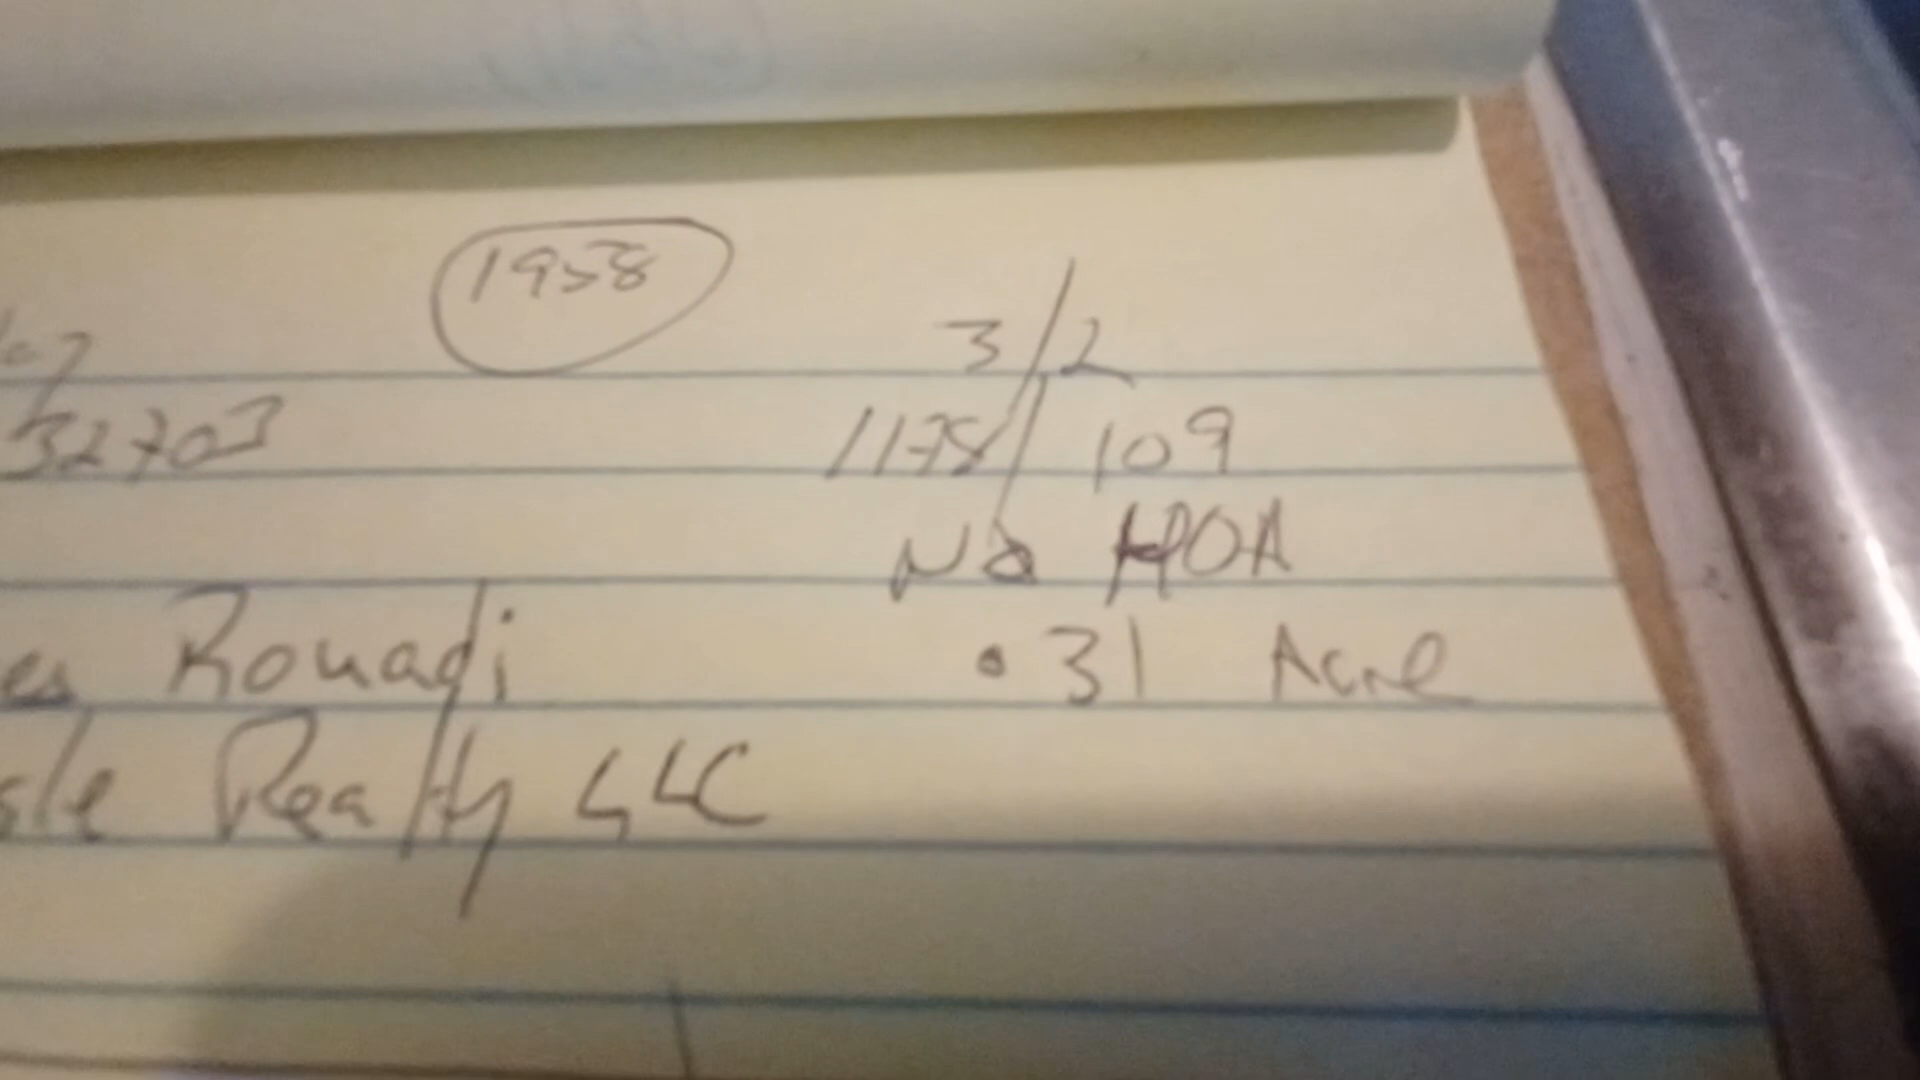 1958
3/2
32703
1178/109
No HOA
Rouadi
.31 Acre
Realty LLC